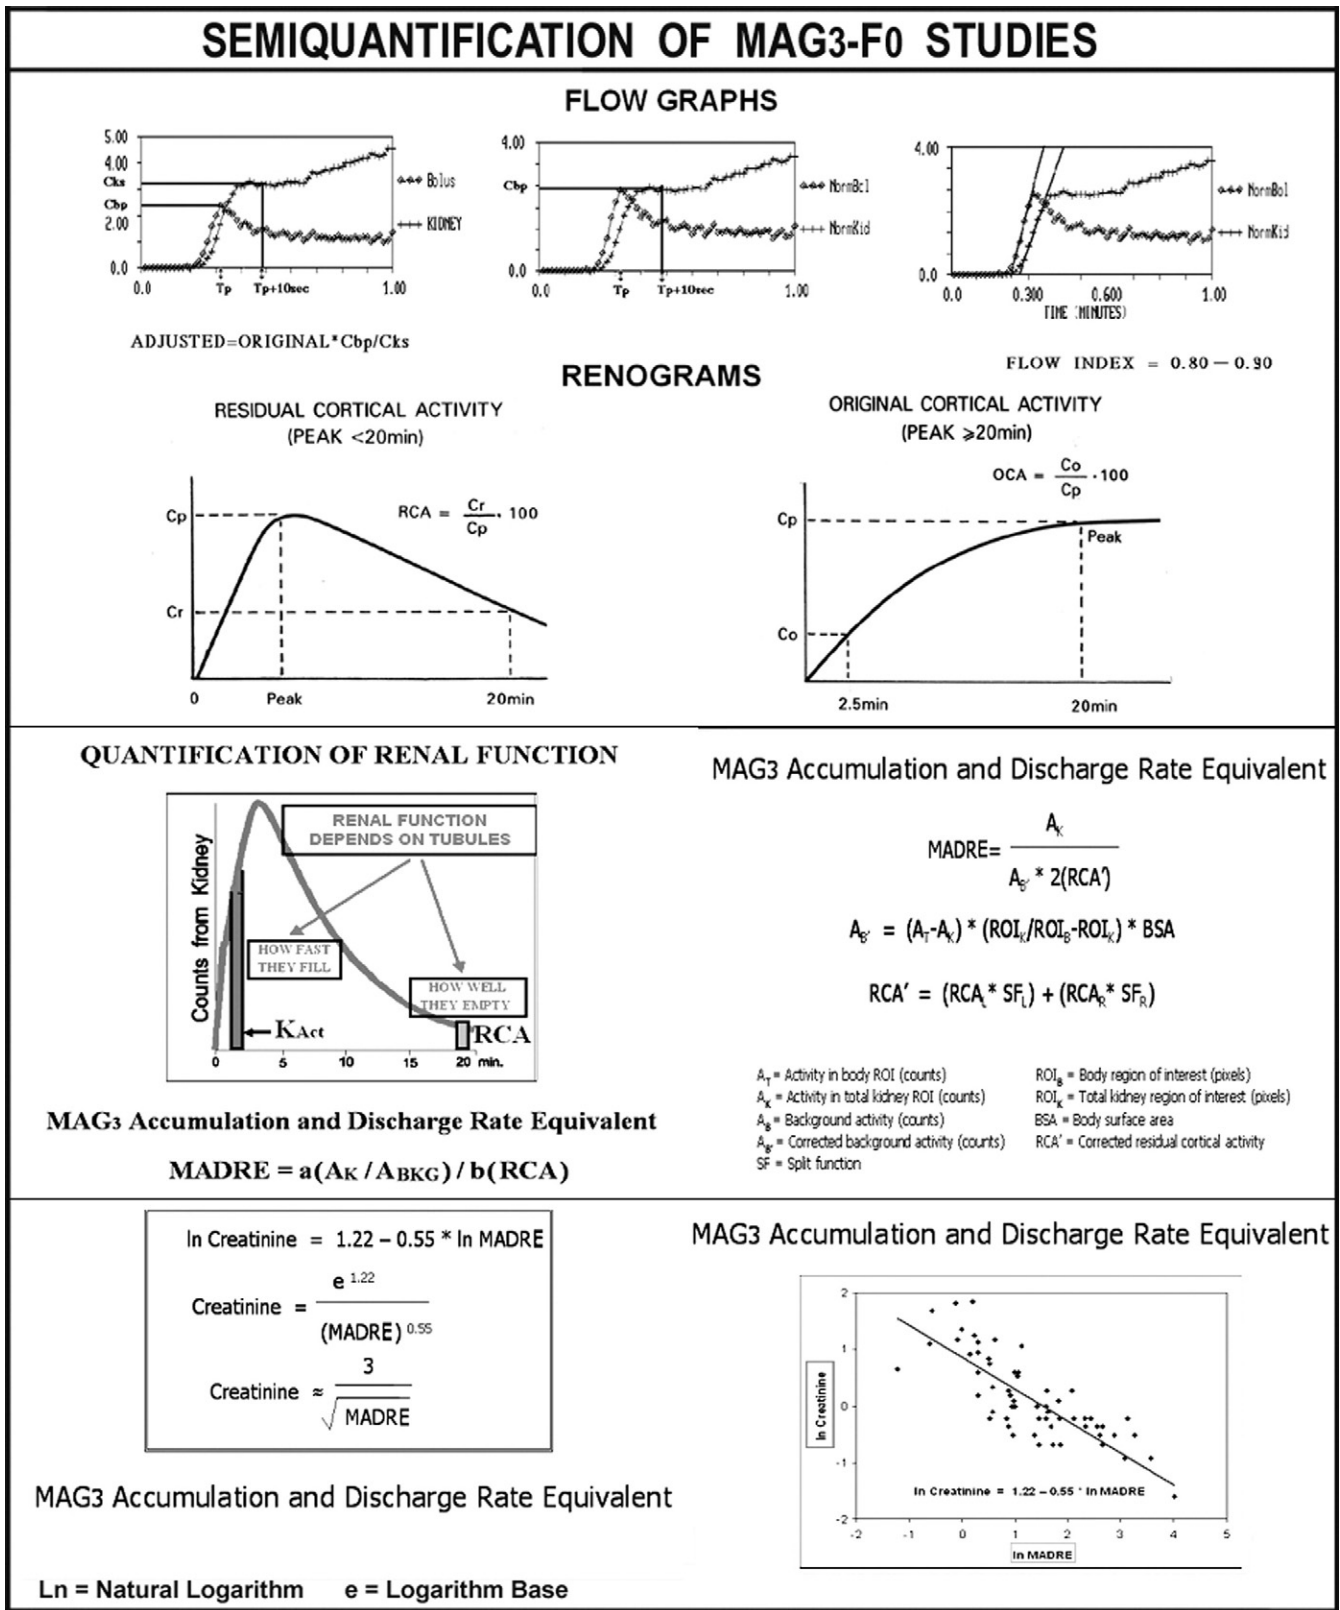 SEMIQUANTIFICATION OF MAG3-F0 STUDIES
FLOW GRAPHS
5.00
4.00
Cks
Cbp
2.00
0.0
0.0
Tp
Tp+10sec
1.00
Bolus
KIDNEY
4.00
Cbp
0.0
0.0
Tp
Tp+10sec
1.00
NormBcl
NormKid
4.00
0.0
0.0
0.300
0.600
1.00
TIME (MINUTES)
NormBol
NormKid
ADJUSTED=ORIGINAL*Cbp/Cks
FLOW INDEX = 0.80 — 0.90
RENOGRAMS
RESIDUAL CORTICAL ACTIVITY
(PEAK <20min)
Cp
RCA = Cr/Cp · 100
Cr
0
Peak
20min
ORIGINAL CORTICAL ACTIVITY
(PEAK ⩾20min)
OCA = Co/Cp · 100
Cp
Peak
Co
2.5min
20min
QUANTIFICATION OF RENAL FUNCTION
Counts from Kidney
RENAL FUNCTION
DEPENDS ON TUBULES
HOW FAST
THEY FILL
HOW WELL
THEY EMPTY
KAct
RCA
0 5 10 15 20 min.
MAG3 Accumulation and Discharge Rate Equivalent
MADRE = a(AK / ABKG) / b(RCA)
MAG3 Accumulation and Discharge Rate Equivalent
MADRE= AK / AB' * 2(RCA')
AB' = (AT-AK) * (ROIK/ROIB-ROIK) * BSA
RCA' = (RCAL* SFL) + (RCAR* SFR)
AT = Activity in body ROI (counts)
AK = Activity in total kidney ROI (counts)
AB = Background activity (counts)
AB' = Corrected background activity (counts)
SF = Split function
ROIB = Body region of interest (pixels)
ROIK = Total kidney region of interest (pixels)
BSA = Body surface area
RCA' = Corrected residual cortical activity
ln Creatinine = 1.22 – 0.55 * ln MADRE
Creatinine = e 1.22 / (MADRE) 0.55
Creatinine ≈ 3 / √MADRE
MAG3 Accumulation and Discharge Rate Equivalent
Ln = Natural Logarithm e = Logarithm Base
MAG3 Accumulation and Discharge Rate Equivalent
2
1
0
-1
-2
ln Creatinine
ln Creatinine = 1.22 – 0.55 * ln MADRE
-2 -1 0 1 2 3 4 5
ln MADRE